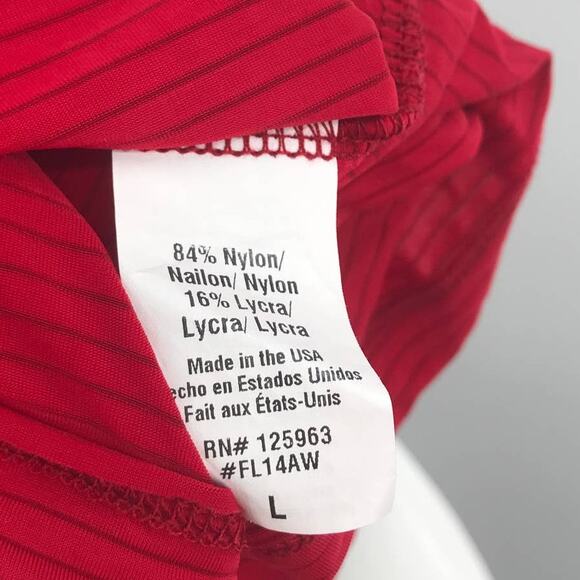 84% Nylon/
Nailon/ Nylon
16% Lycra/
Lycra/ Lycra
Made in the USA
echo en Estados Unidos
Fait aux États-Unis
RN# 125963
#FL14AW
L